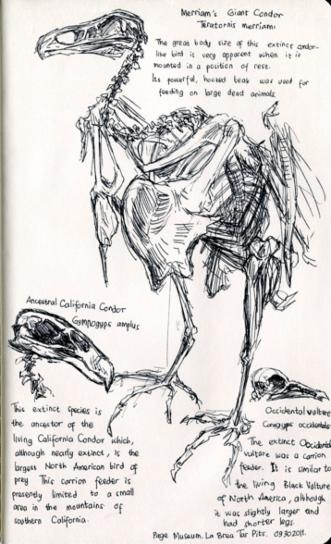 Merriam's Giant Condor
Teratornis merriami
The great body size of this extinct condor-
like bird is very apparent when it is
mounted in a position of rest.
Its powerful, hooked beak was used for
feeding on large dead animals
Ancestral California Condor
Gymnogyps amplus
This extinct species is
the ancestor of the
living California Condor which,
although nearly extinct, is the
largest North American bird of
prey This carrion feeder is
presently limited to a small
area in the mountains of
southern California.
Occidental vulture
Coragyps occidentalis
The extinct Occidental
vulture was a carrion
feeder. It is similar to
the living Black Vulture
of North America, although
it was slightly larger and
had shorter legs.
Page Museum. La Brea Tar Pits. 09.30.2011.